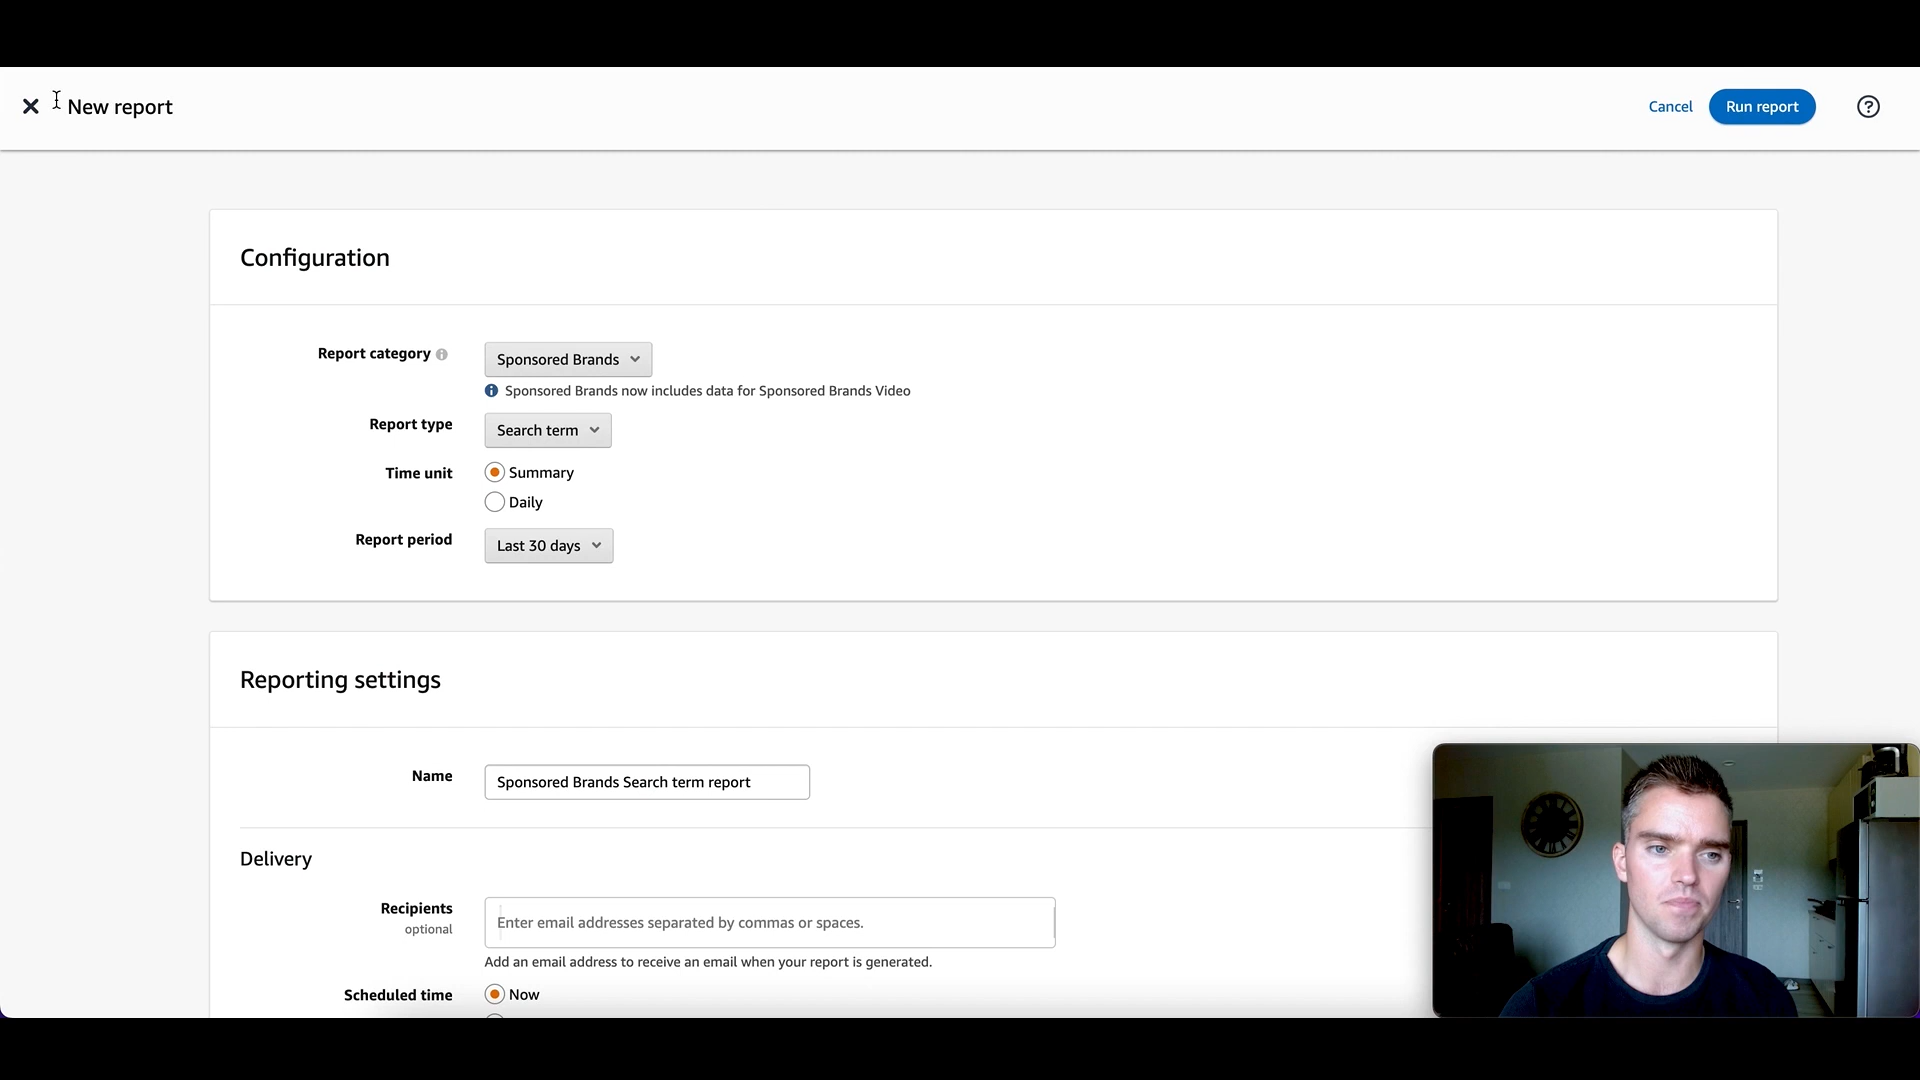 New report
Cancel
Run report
Configuration
Report category
Sponsored Brands
Sponsored Brands now includes data for Sponsored Brands Video
Report type
Search term
Time unit
Summary
Daily
Report period
Last 30 days
Reporting settings
Name
Sponsored Brands Search term report
Delivery
Recipients
optional
Enter email addresses separated by commas or spaces.
Add an email address to receive an email when your report is generated.
Scheduled time
Now